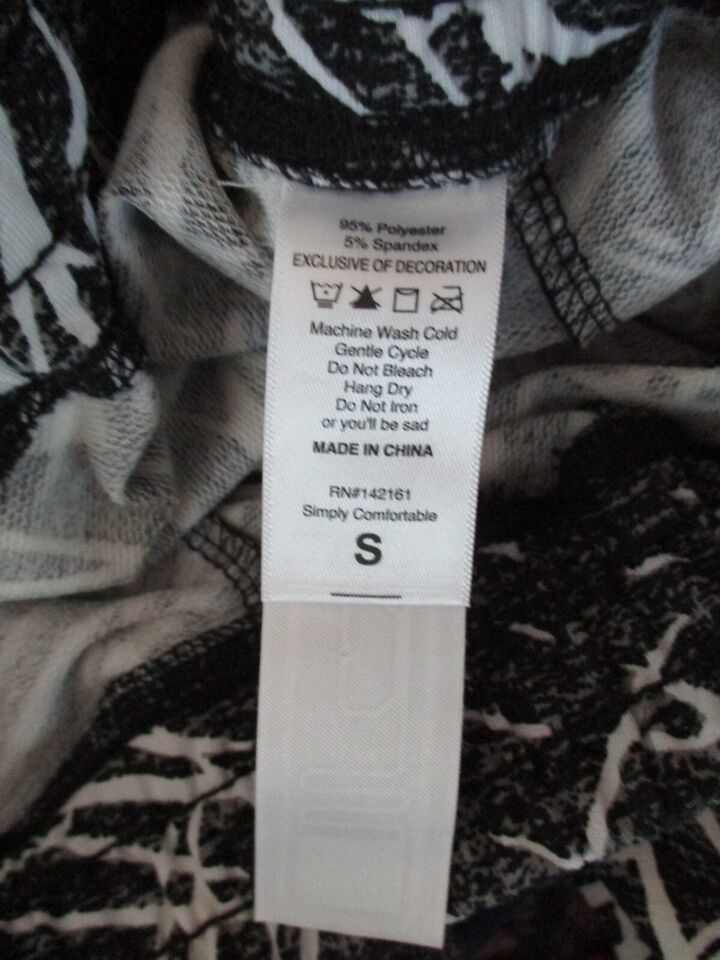 95% Polyester
5% Spandex
EXCLUSIVE OF DECORATION
Machine Wash Cold
Gentle Cycle
Do Not Bleach
Hang Dry
Do Not Iron
or you'll be sad
MADE IN CHINA
RN#142161
Simply Comfortable
S